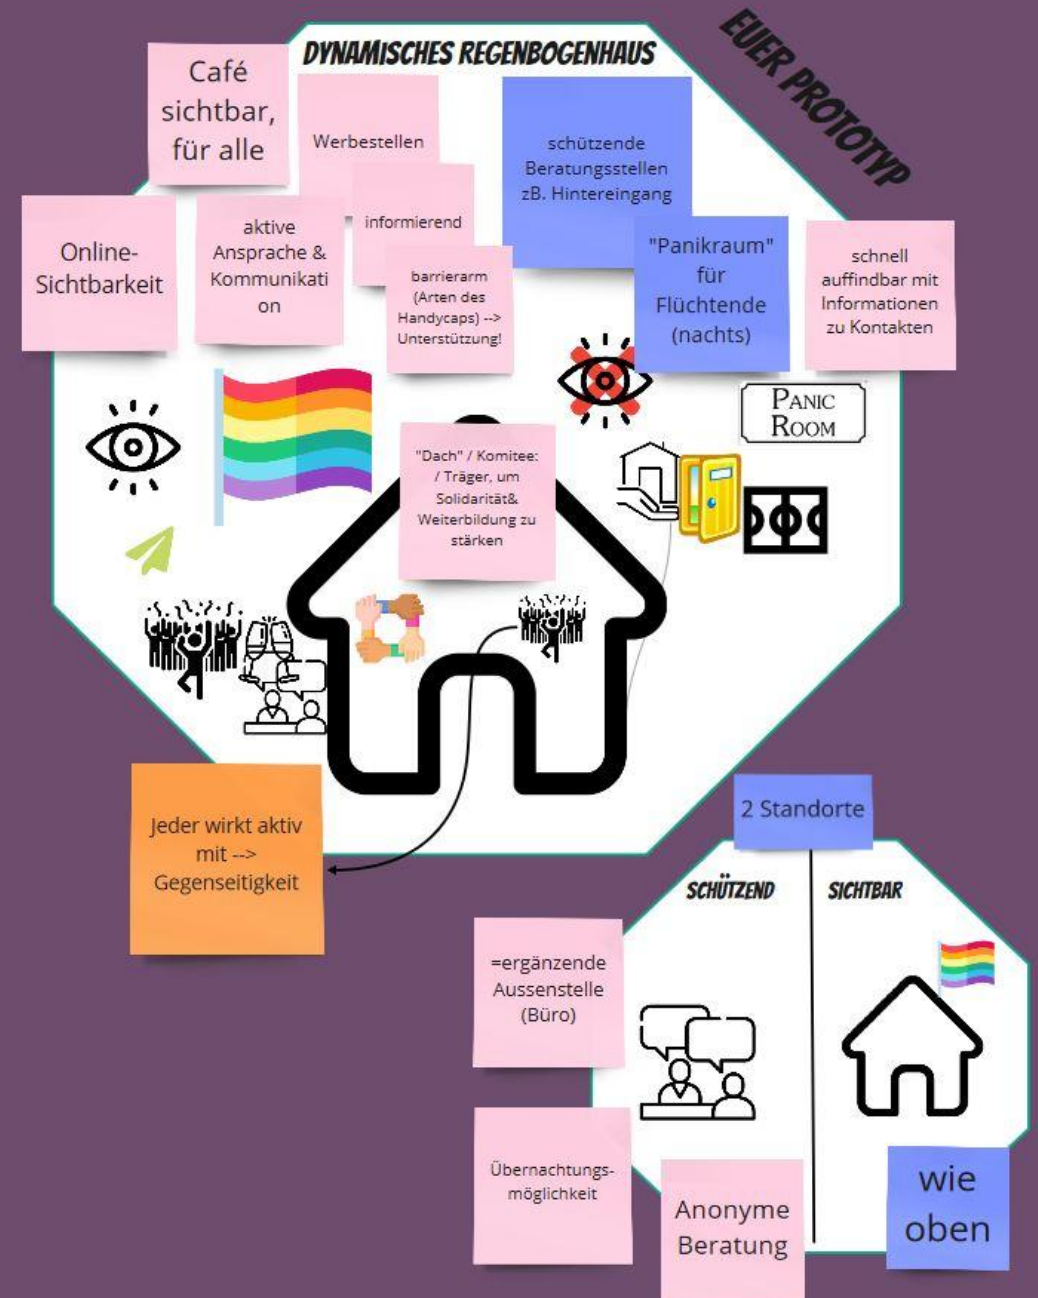 EUER PROTOTYP
DYNAMISCHES REGENBOGENHAUS
Café
sichtbar,
für alle
Werbestellen
schützende
Beratungsstellen
zB. Hintereingang
Online-
Sichtbarkeit
aktive
Ansprache &
Kommunikati
on
informierend
barrierarm
(Arten des
Handycaps) -->
Unterstützung!
"Panikraum"
für
Flüchtende
(nachts)
schnell
auffindbar mit
Informationen
zu Kontakten
PANIC
ROOM
"Dach" / Komitee:
/ Träger, um
Solidarität&
Weiterbildung zu
stärken
Jeder wirkt aktiv
mit -->
Gegenseitigkeit
2 Standorte
SCHÜTZEND
SICHTBAR
=ergänzende
Aussenstelle
(Büro)
Übernachtungs-
möglichkeit
Anonyme
Beratung
wie
oben